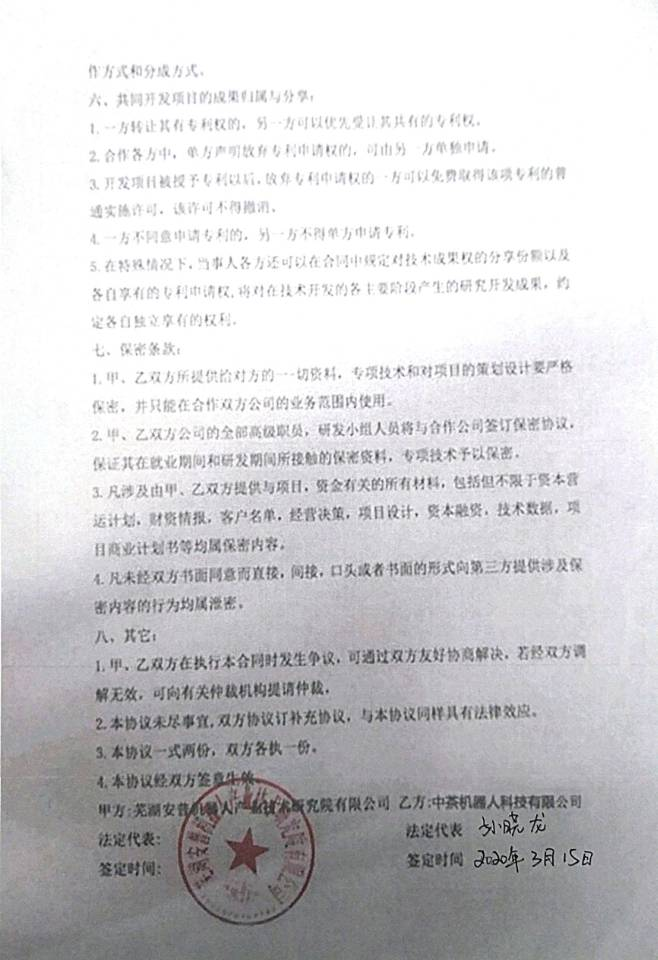 作方式和分成方式。
六、共同开发项目的成果归属与分享:
1.一方转让其有专利权的，另一方可以优先受让其共有的专利权。
2.合作各方中，单方声明放弃专利申请权的，可由另一方单独申请。
3.开发项目被授予专利以后，放弃专利申请权的一方可以免费取得该项专利的普
通实施许可，该许可不得撤消。
4.一方不同意申请专利的，另一方不得单方申请专利。
5.在特殊情况下，当事人各方还可以在合同中规定对技术成果权的分享份额以及
各自享有的专利申请权，将对在技术开发的各主要阶段产生的研究开发成果，约
定各自独立享有的权利。
七、保密条款:
1.甲、乙双方所提供给对方的一切资料，专项技术和对项目的策划设计要严格
保密，并只能在合作双方公司的业务范围内使用。
2.甲、乙双方公司的全部高级职员，研发小组人员将与合作公司签订保密协议，
保证其在就业期间和研发期间所接触的保密资料，专项技术予以保密。
3.凡涉及由甲、乙双方提供与项目，资金有关的所有材料，包括但不限于资本营
运计划，财资情报，客户名单，经营决策，项目设计，资本融资，技术数据，项
目商业计划书等均属保密内容。
4.凡未经双方书面同意而直接，间接，口头或者书面的形式向第三方提供涉及保
密内容的行为均属泄密。
八、其它:
1.甲、乙双方在执行本合同时发生争议，可通过双方友好协商解决，若经双方调
解无效，可向有关仲裁机构提请仲裁，
2.本协议未尽事宜，双方协议订补充协议，与本协议同样具有法律效应。
3.本协议一式两份，双方各执一份。
4.本协议经双方签章生效。
甲方:芜湖安普机器人产业技术研究院有限公司 乙方:中茶机器人科技有限公司
法定代表: 法定代表 孙晓龙
签定时间: 签定时间 2020年3月15日
芜湖安普机器人产业技术研究院有限公司